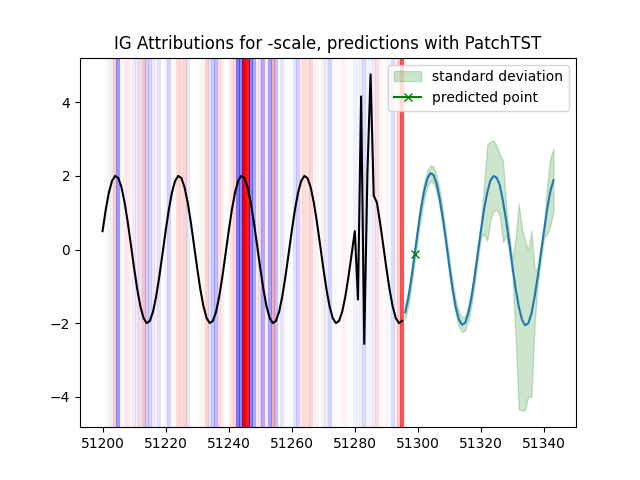 IG Attributions for -scale, predictions with PatchTST
standard deviation
predicted point
4
2
0
−2
−4
51200 51220 51240 51260 51280 51300 51320 51340